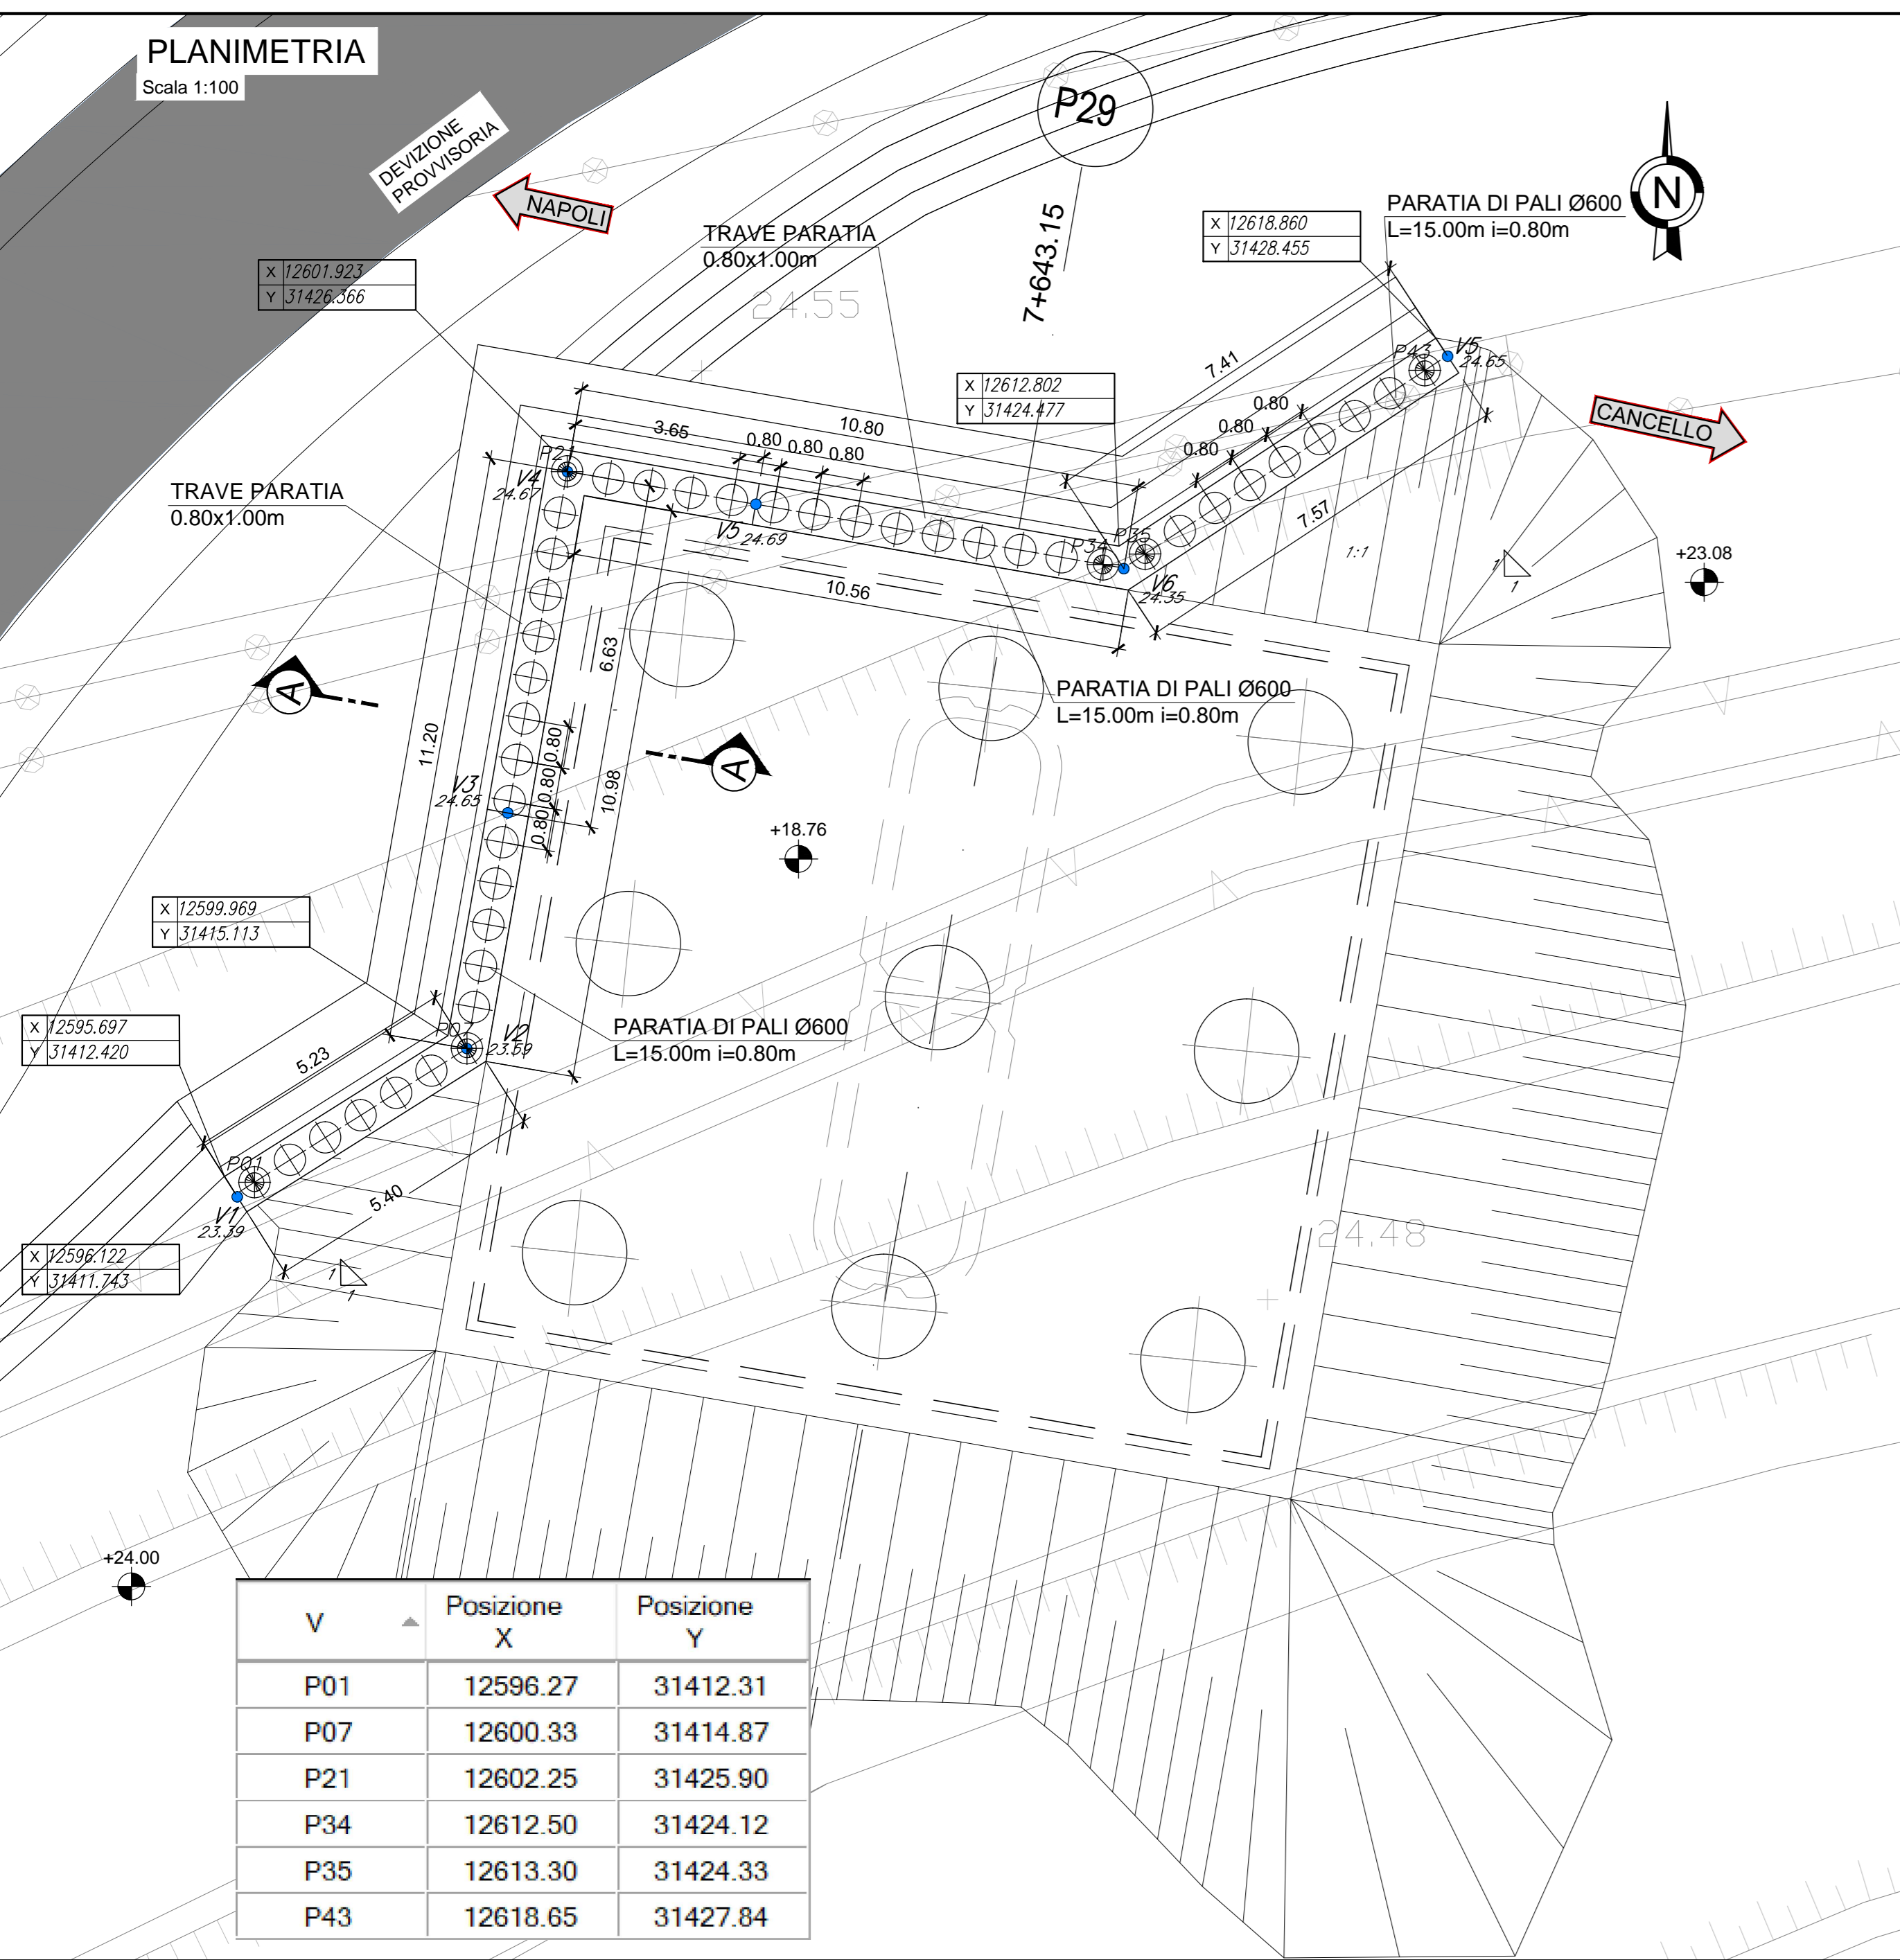 PLANIMETRIA
Scala 1:100
DEVIZIONE
PROVVISORIA
NAPOLI
P29
7+643.15
N
TRAVE PARATIA
0.80x1.00m
24.55
X 12618.860
Y 31428.455
PARATIA DI PALI Ø600
L=15.00m i=0.80m
X 12601.923
Y 31426.366
X 12612.802
Y 31424.477
CANCELLO
7.41
0.80
0.80
0.80
P43
V5
24.65
10.80
3.65
0.80
0.80
0.80
P21
V4
24.67
TRAVE PARATIA
0.80x1.00m
V5
24.69
P34
P35
V6
24.35
7.57
1:1
1
1
+23.08
10.56
6.63
A
A
PARATIA DI PALI Ø600
L=15.00m i=0.80m
11.20
0.80
0.80
0.80
10.98
V3
24.65
+18.76
X 12599.969
Y 31415.113
X 12595.697
Y 31412.420
5.23
P07
V2
23.59
PARATIA DI PALI Ø600
L=15.00m i=0.80m
P01
V1
23.39
5.40
X 12596.122
Y 31411.743
1
1
24.48
+24.00
V Posizione X Posizione Y
P01 12596.27 31412.31
P07 12600.33 31414.87
P21 12602.25 31425.90
P34 12612.50 31424.12
P35 12613.30 31424.33
P43 12618.65 31427.84